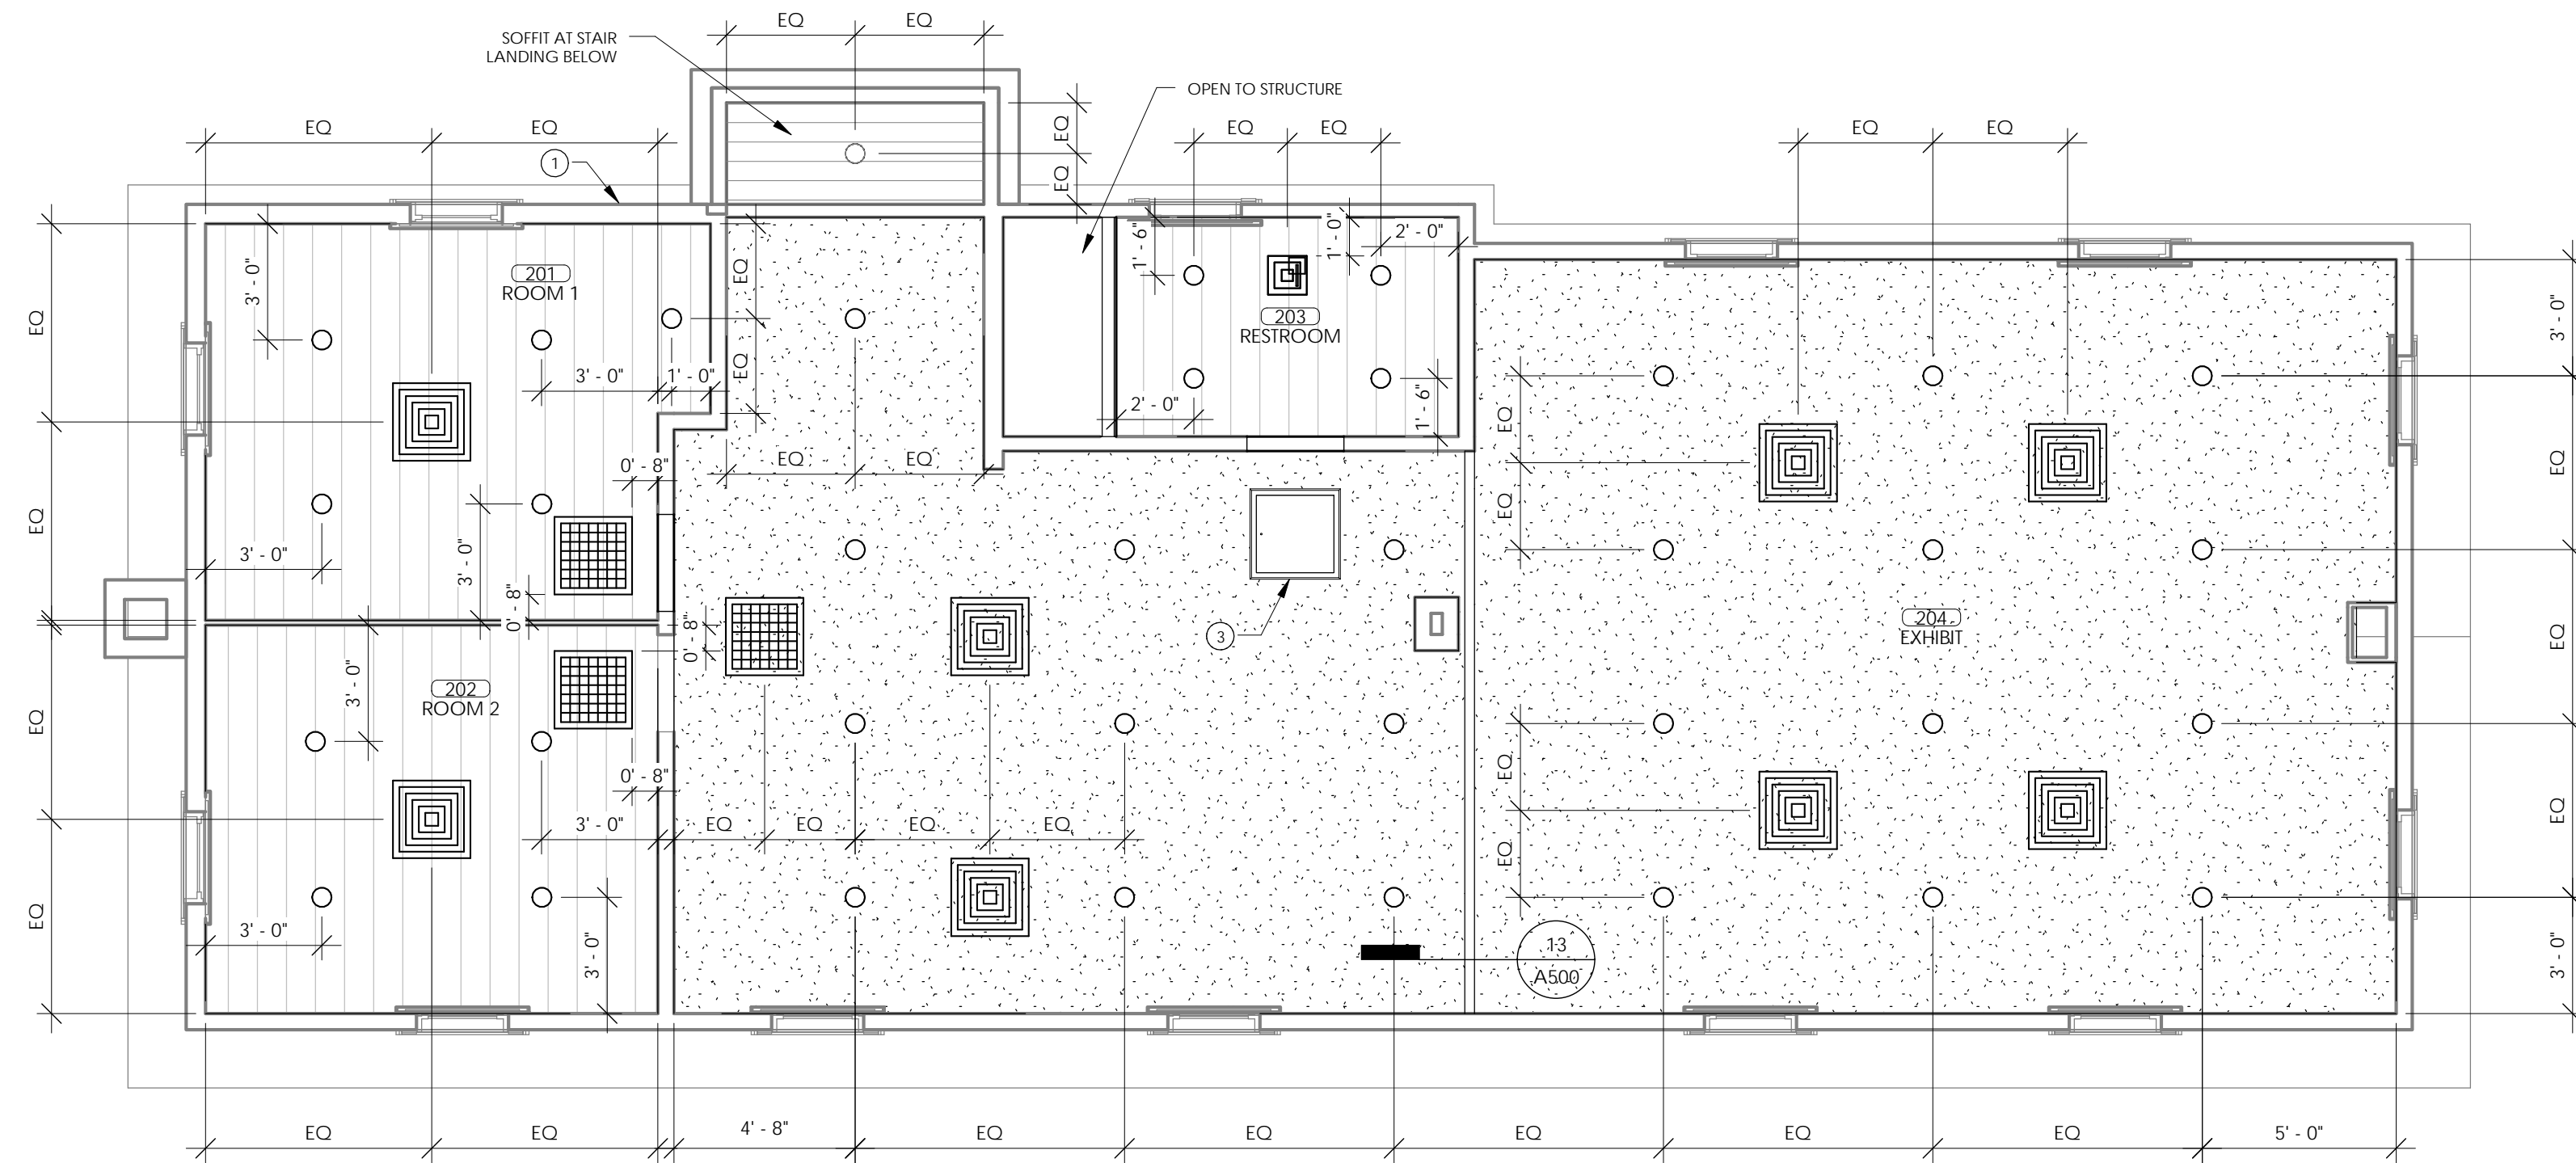 EQ EQ
SOFFIT AT STAIR
LANDING BELOW
OPEN TO STRUCTURE
EQ EQ
1
EQ
EQ
EQ EQ
EQ EQ
201
ROOM 1
3' - 0"
EQ
EQ
EQ
3' - 0"
1' - 0"
1' - 6"
1' - 0"
2' - 0"
203
RESTROOM
2' - 0"
1' - 6"
3' - 0"
EQ
EQ
EQ
EQ EQ
0' - 8"
EQ
EQ
3' - 0"
3' - 0"
0' - 8"
0' - 8"
3
204
EXHIBIT
EQ
202
ROOM 2
3' - 0"
EQ
0' - 8"
3' - 0"
EQ EQ EQ EQ
EQ
EQ
EQ
EQ
3' - 0"
3' - 0"
13
A500
3' - 0"
EQ EQ 4' - 8" EQ EQ EQ EQ EQ 5' - 0"